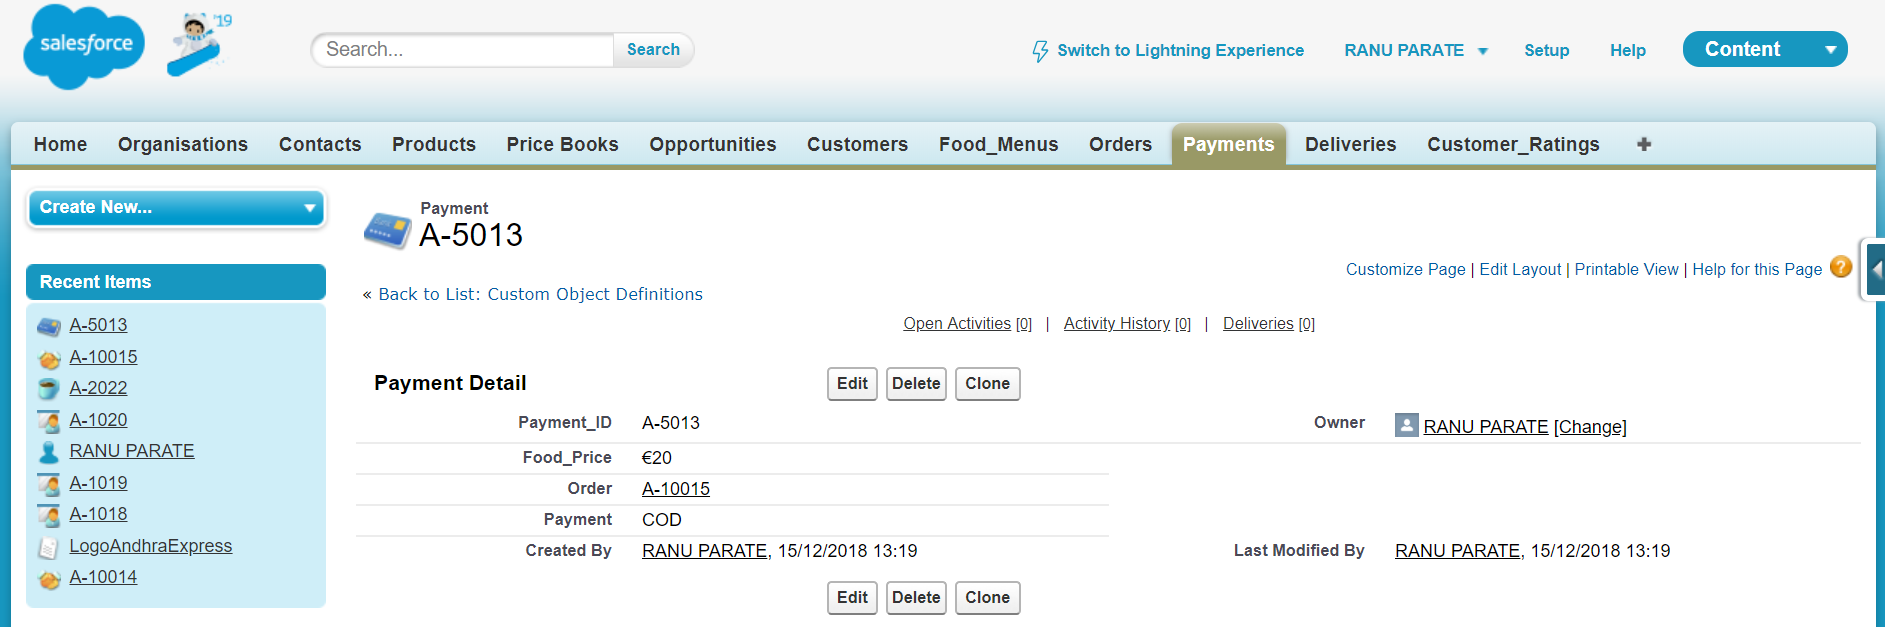 salesforce
'19
Search...
Search
Switch to Lightning Experience
RANU PARATE
Setup
Help
Content
Home Organisations Contacts Products Price Books Opportunities Customers Food_Menus Orders Payments Deliveries Customer_Ratings +
Create New...
Recent Items
A-5013
A-10015
A-2022
A-1020
RANU PARATE
A-1019
A-1018
LogoAndhraExpress
A-10014
Payment
A-5013
Customize Page | Edit Layout | Printable View | Help for this Page ?
« Back to List: Custom Object Definitions
Open Activities [0] | Activity History [0] | Deliveries [0]
Payment Detail Edit Delete Clone
Payment_ID A-5013 Owner RANU PARATE [Change]
Food_Price €20
Order A-10015
Payment COD
Created By RANU PARATE, 15/12/2018 13:19 Last Modified By RANU PARATE, 15/12/2018 13:19
Edit Delete Clone